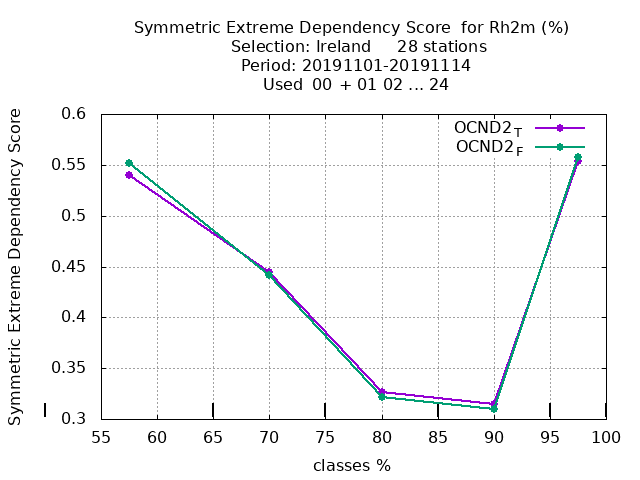 Symmetric Extreme Dependency Score  for Rh2m (%)
Selection: Ireland     28 stations
Period: 20191101-20191114
Used  00 + 01 02 ... 24
OCND2T
OCND2F
Symmetric Extreme Dependency Score
0.6
0.55
0.5
0.45
0.4
0.35
0.3
55 60 65 70 75 80 85 90 95 100
classes %